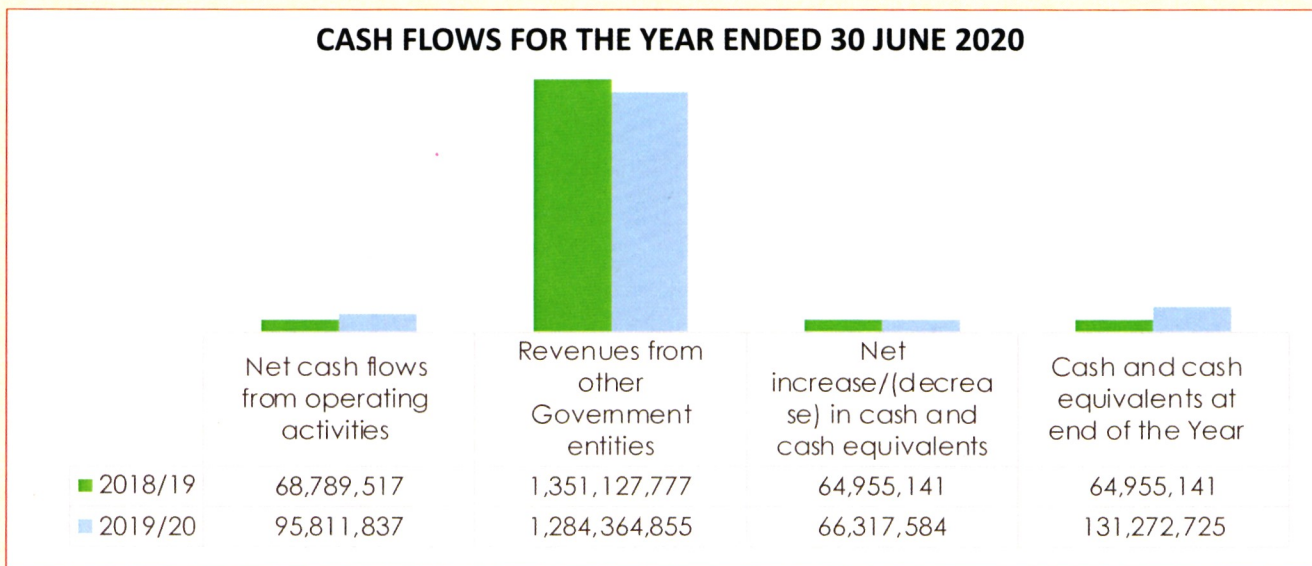 CASH FLOWS FOR THE YEAR ENDED 30 JUNE 2020
Net cash flows
from operating
activities
Revenues from
other
Government
entities
Net
increase/(decrea
se) in cash and
cash equivalents
Cash and cash
equivalents at
end of the Year
2018/19 68,789,517 1,351,127,777 64,955,141 64,955,141
2019/20 95,811,837 1,284,364,855 66,317,584 131,272,725